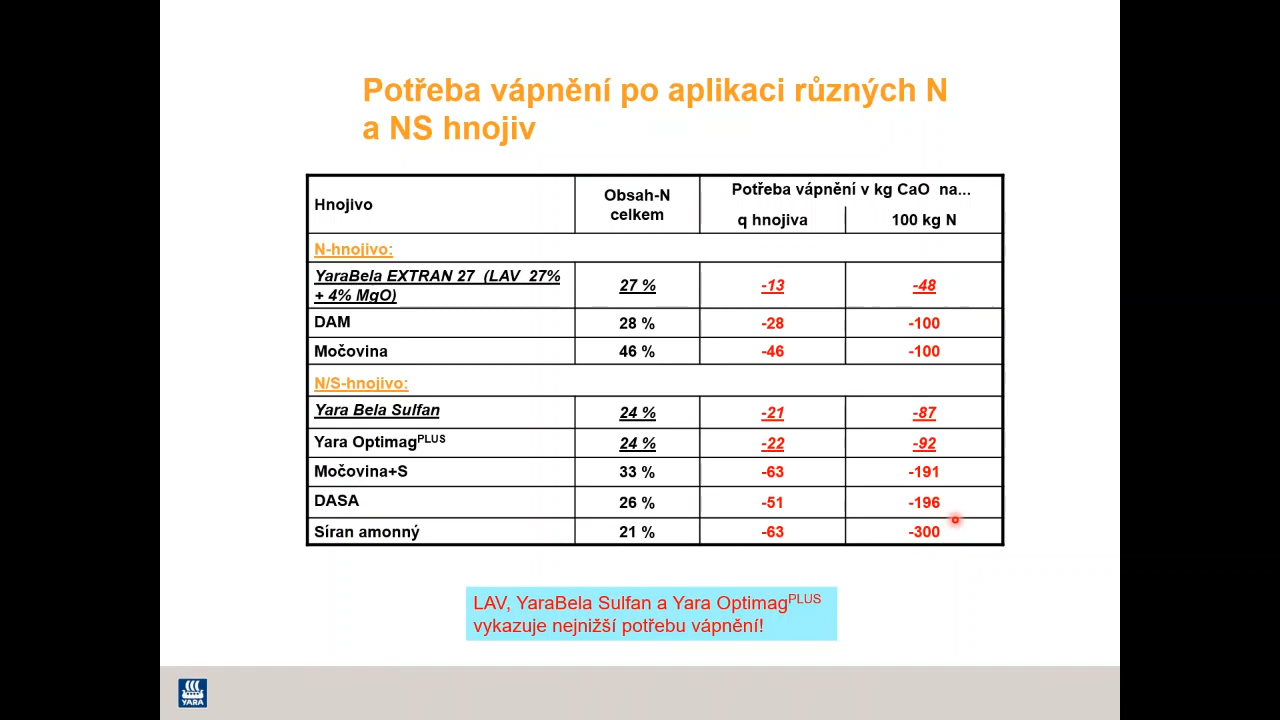 Potřeba vápnění po aplikaci různých N
a NS hnojiv
Hnojivo
Obsah-N
celkem
Potřeba vápnění v kg CaO na...
q hnojiva
100 kg N
N-hnojivo:
YaraBela EXTRAN 27 (LAV 27%
+ 4% MgO)
27 %
-13
-48
DAM
28 %
-28
-100
Močovina
46 %
-46
-100
N/S-hnojivo:
Yara Bela Sulfan
24 %
-21
-87
Yara OptimagPLUS
24 %
-22
-92
Močovina+S
33 %
-63
-191
DASA
26 %
-51
-196
Síran amonný
21 %
-63
-300
LAV, YaraBela Sulfan a Yara OptimagPLUS
vykazuje nejnižší potřebu vápnění!
YARA